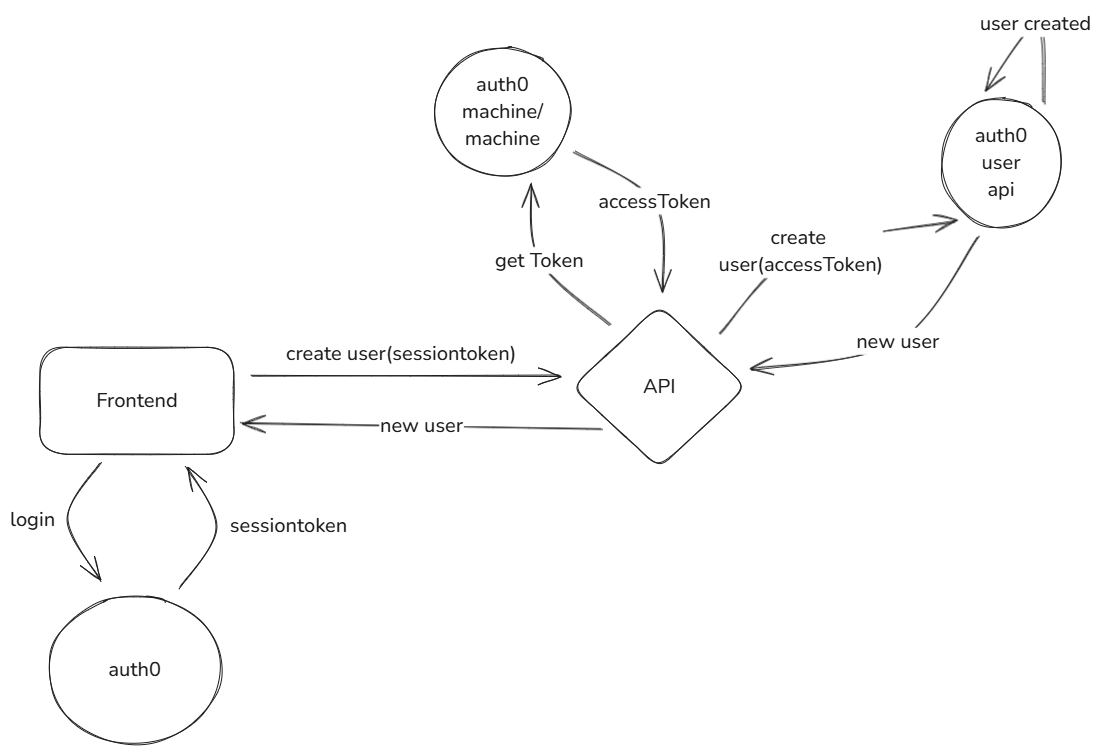 user created
auth0
machine/
machine
auth0
user
api
accessToken
create
user(accessToken)
get Token
new user
create user(sessiontoken)
API
Frontend
new user
login
sessiontoken
auth0